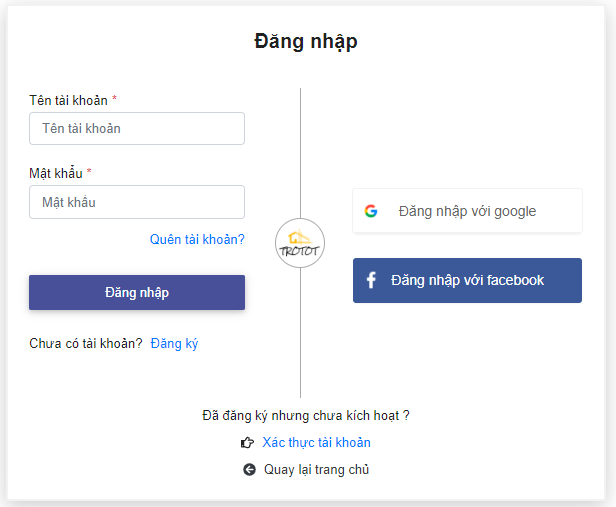 Đăng nhập
Tên tài khoản *
Tên tài khoản
Mật khẩu *
Mật khẩu
Quên tài khoản?
Đăng nhập
Chưa có tài khoản? Đăng ký
TROTOT
Đăng nhập với google
Đăng nhập với facebook
Đã đăng ký nhưng chưa kích hoạt ?
Xác thực tài khoản
Quay lại trang chủ